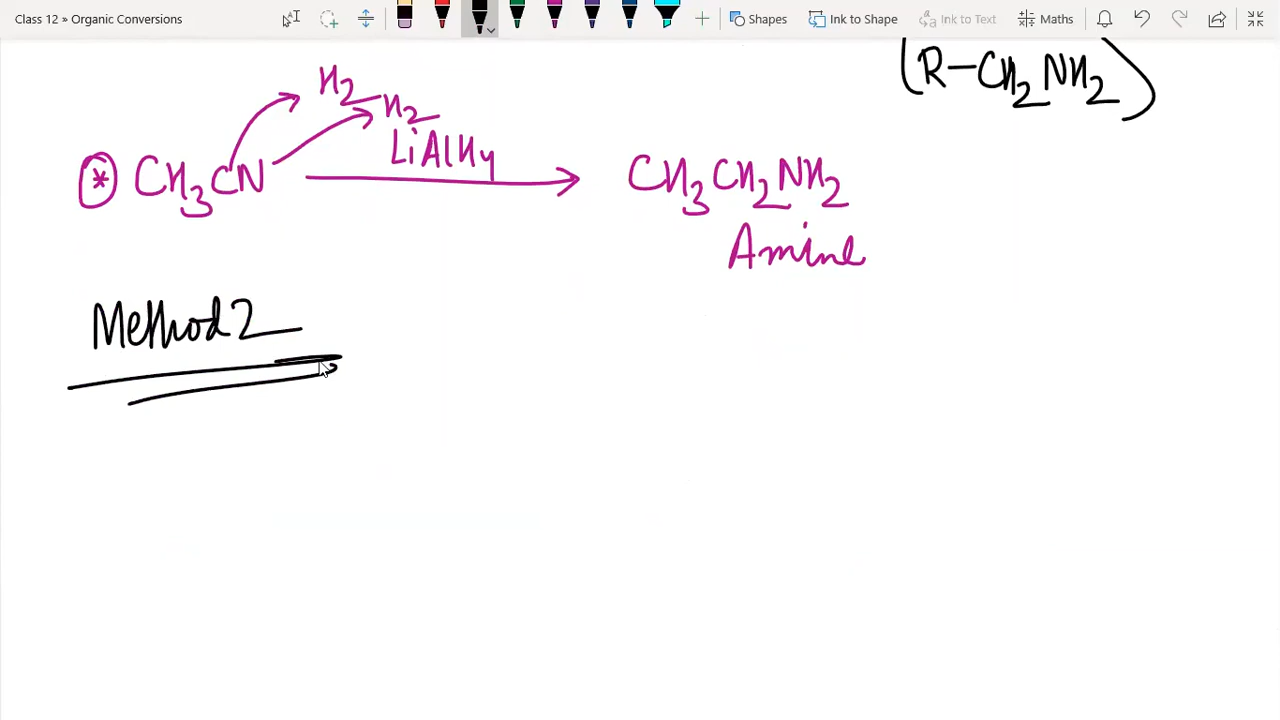 Class 12 » Organic Conversions
Shapes
Ink to Shape
Ink to Text
Maths
(R-CH₂NH₂)
H₂
H₂
LiAlH₄
* CH₃CN → CH₃CH₂NH₂
Amine
Method 2